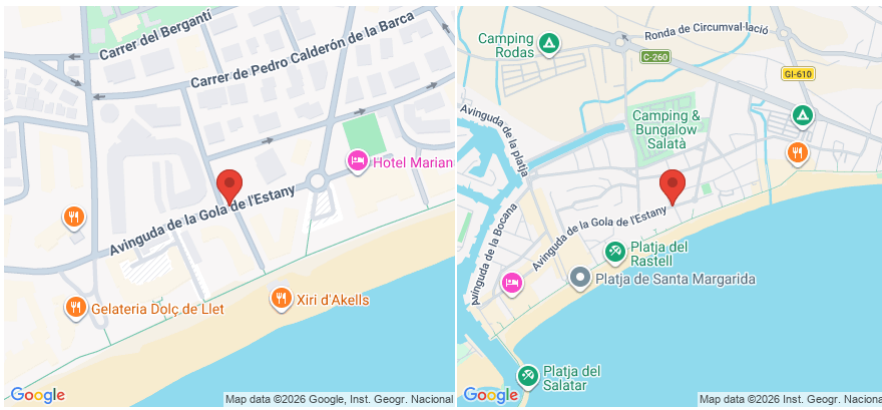 Carrer del Bergantí
Carrer de Pedro Calderón de la Barca
Hotel Marian
Avinguda de la Gola de l'Estany
Gelateria Dolç de Llet
Xiri d'Akells
Google
Map data ©2026 Google, Inst. Geogr. Nacional
Ronda de Circumval·lació
Camping
Rodas
C-260
GI-610
Avinguda de la platja
Camping &
Bungalow
Salatà
Avinguda de la Bocana
Avinguda de la Gola de l'Estany
Platja del
Rastell
Platja de Santa Margarida
Platja del
Salatar
Google
Map data ©2026 Google, Inst. Geogr. Nacional